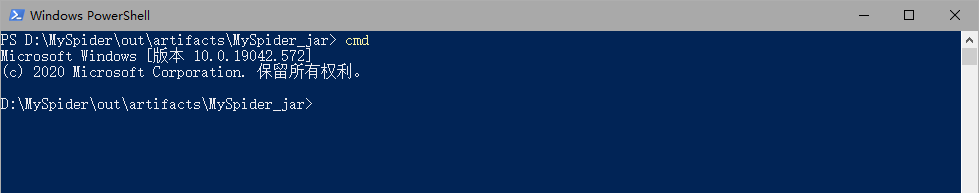 Windows PowerShell
PS D:\MySpider\out\artifacts\MySpider_jar> cmd
Microsoft Windows [版本 10.0.19042.572]
(c) 2020 Microsoft Corporation. 保留所有权利。
D:\MySpider\out\artifacts\MySpider_jar>